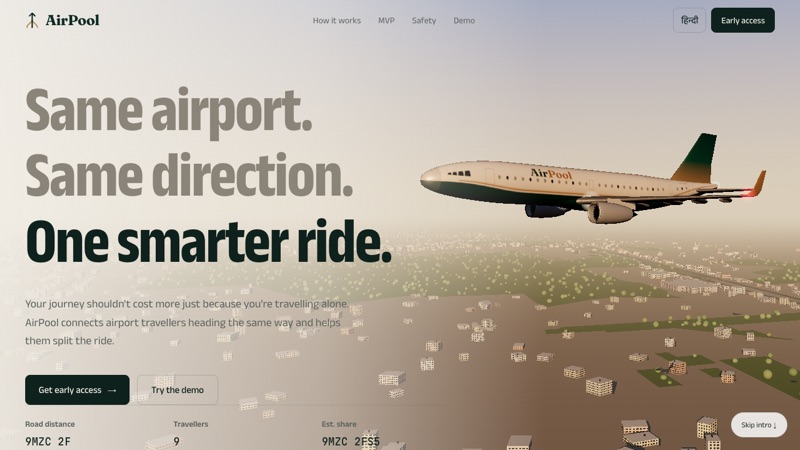 AirPool
How it works MVP Safety Demo
हिन्दी
Early access
Same airport.
Same direction.
One smarter ride.
AirPool
Your journey shouldn't cost more just because you're travelling alone.
AirPool connects airport travellers heading the same way and helps
them split the ride.
Get early access →
Try the demo
Road distance Travellers Est. share
9MZC 2F 9 9MZC 2FS5
Skip intro ↓